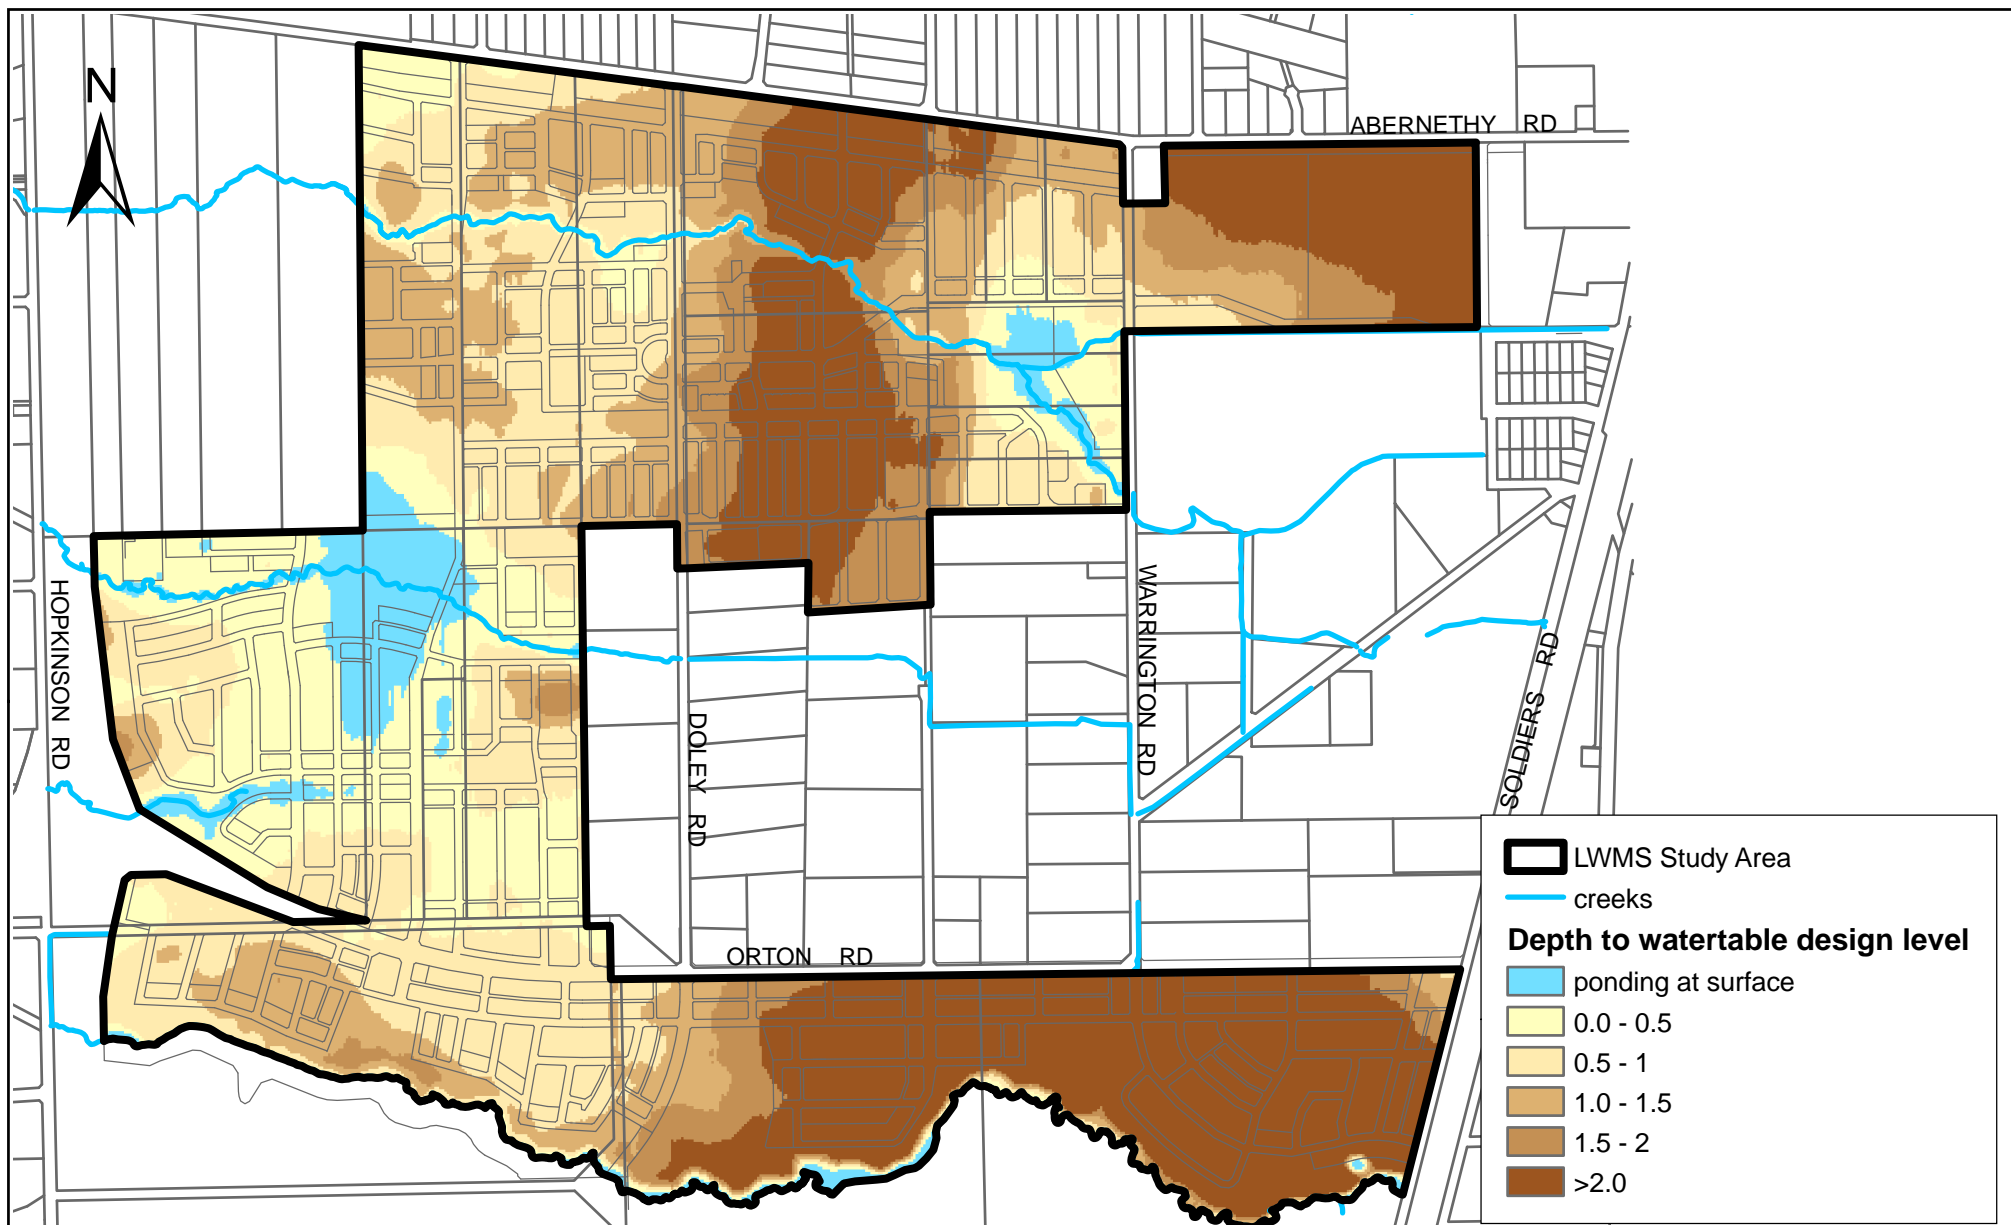 N
ABERNETHY RD
HOPKINSON RD
WARRINGTON RD
DOLEY RD
SOLDIERS RD
ORTON RD
LWMS Study Area
creeks
Depth to watertable design level
ponding at surface
0.0 - 0.5
0.5 - 1
1.0 - 1.5
1.5 - 2
>2.0